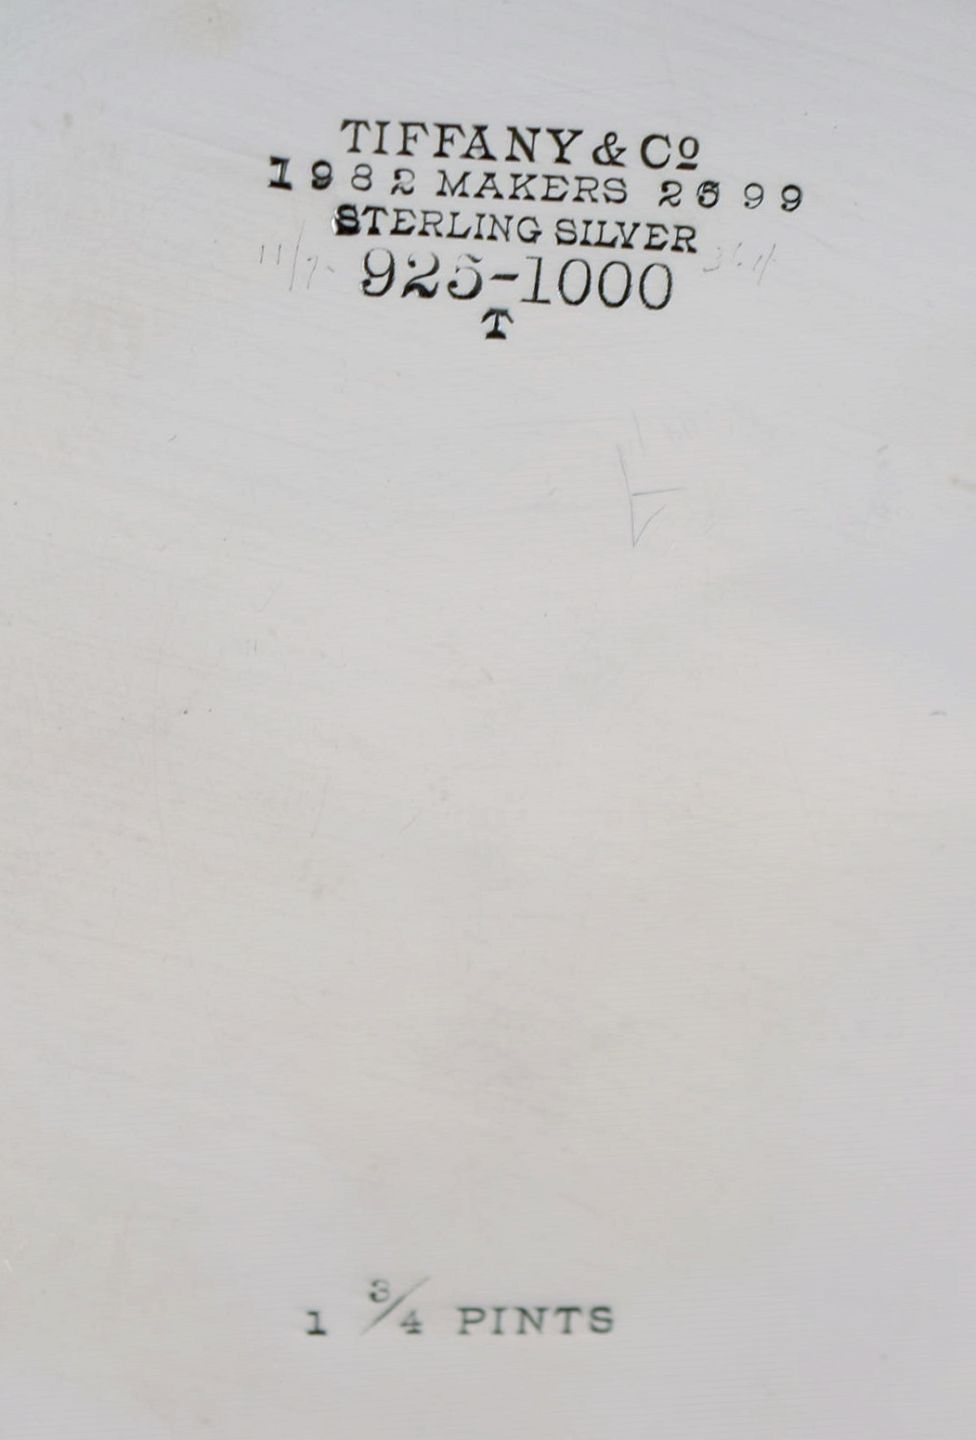 TIFFANY & Cº
1982 MAKERS 2699
STERLING SILVER
925-1000
T
1 3/4 PINTS